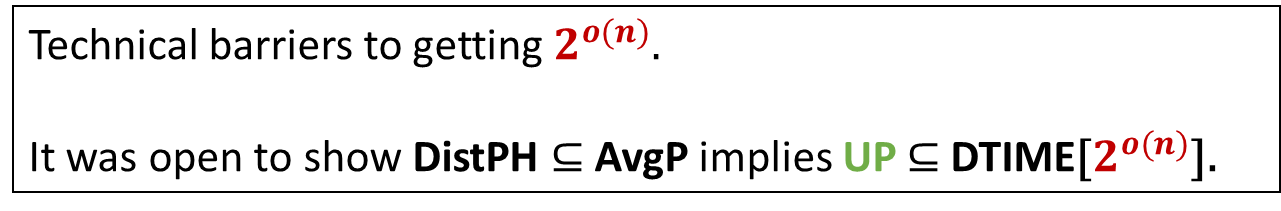 Technical barriers to getting 2^{o(n)}.
It was open to show DistPH ⊆ AvgP implies UP ⊆ DTIME[2^{o(n)}].